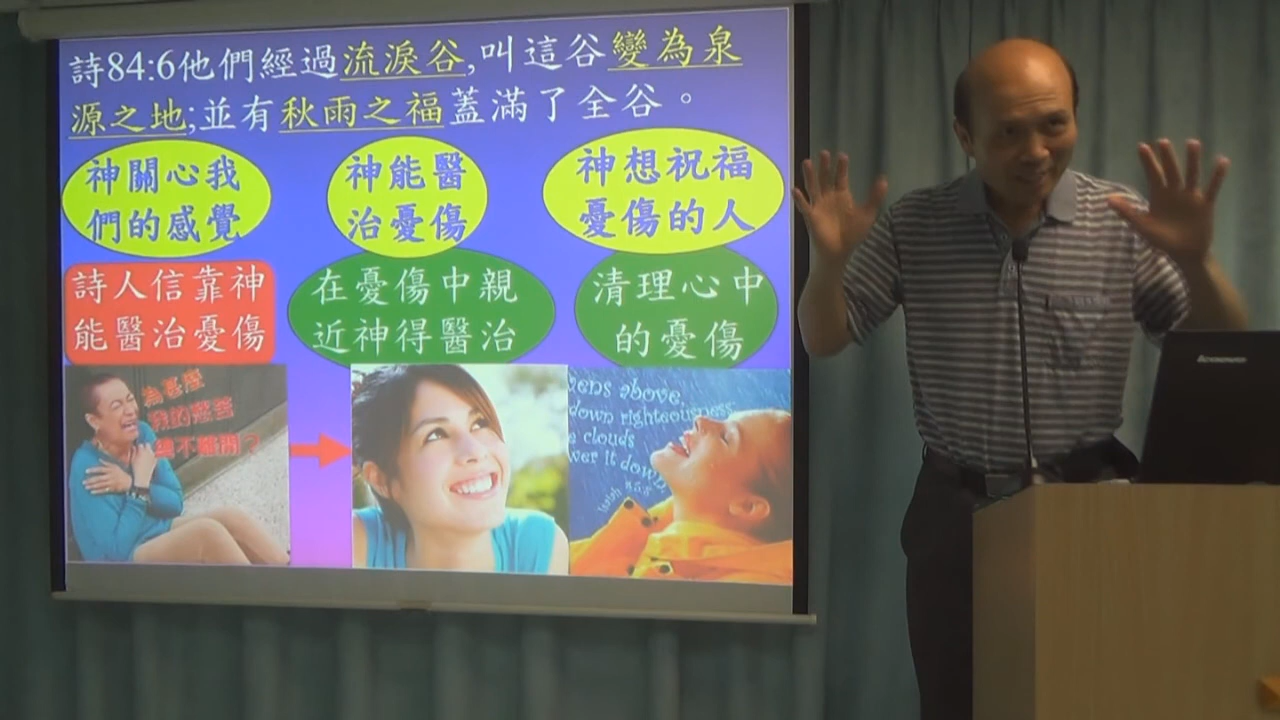 詩84:6他們經過流淚谷,叫這谷變為泉
源之地;並有秋雨之福蓋滿了全谷。
神關心我
們的感覺
神能醫
治憂傷
神想祝福
憂傷的人
詩人信靠神
能醫治憂傷
在憂傷中親
近神得醫治
清理心中
的憂傷
為甚麼
我的痛苦
總不離開?
ens above,
down righteousness;
e clouds
wer it down,
lenovo